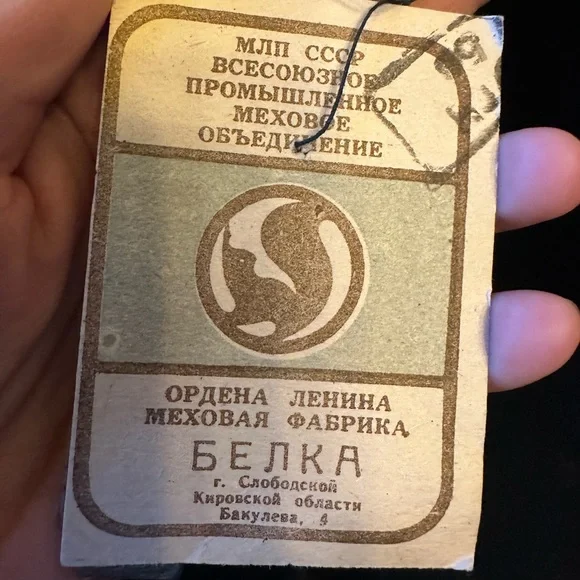 МЛП СССР
ВСЕСОЮЗНОЕ
ПРОМЫШЛЕННОЕ
МЕХОВОЕ
ОБЪЕДИНЕНИЕ
ОРДЕНА ЛЕНИНА
МЕХОВАЯ ФАБРИКА
БЕЛКА
г. Слободской
Кировской области
Бакулева, 4